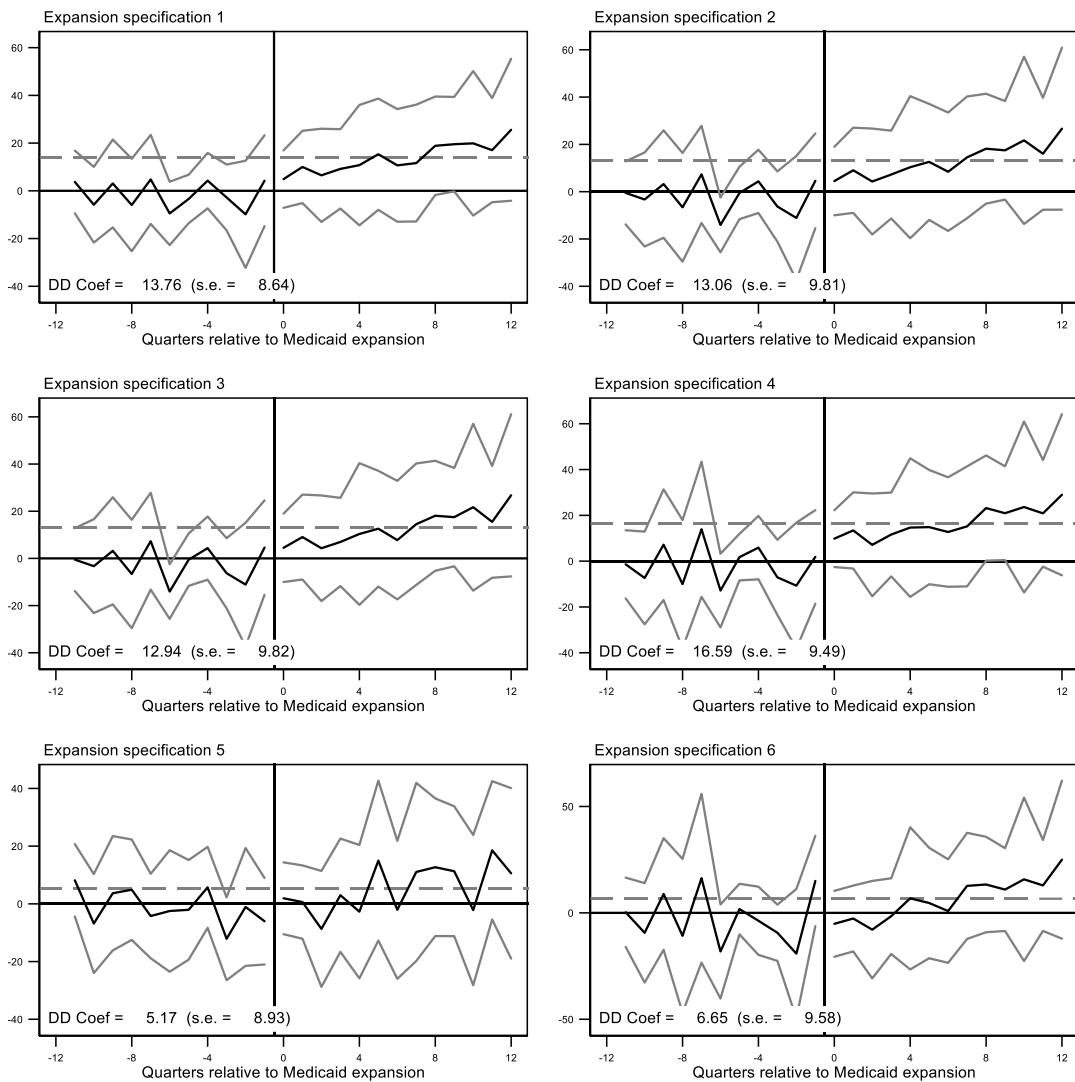 Expansion specification 1
60
40
20
0
-20
-40
DD Coef = 13.76 (s.e. = 8.64)
-12 -8 -4 0 4 8 12
Quarters relative to Medicaid expansion
Expansion specification 2
60
40
20
0
-20
-40
DD Coef = 13.06 (s.e. = 9.81)
-12 -8 -4 0 4 8 12
Quarters relative to Medicaid expansion
Expansion specification 3
60
40
20
0
-20
-40
DD Coef = 12.94 (s.e. = 9.82)
-12 -8 -4 0 4 8 12
Quarters relative to Medicaid expansion
Expansion specification 4
60
40
20
0
-20
-40
DD Coef = 16.59 (s.e. = 9.49)
-12 -8 -4 0 4 8 12
Quarters relative to Medicaid expansion
Expansion specification 5
40
20
0
-20
-40
DD Coef = 5.17 (s.e. = 8.93)
-12 -8 -4 0 4 8 12
Quarters relative to Medicaid expansion
Expansion specification 6
50
0
-50
DD Coef = 6.65 (s.e. = 9.58)
-12 -8 -4 0 4 8 12
Quarters relative to Medicaid expansion